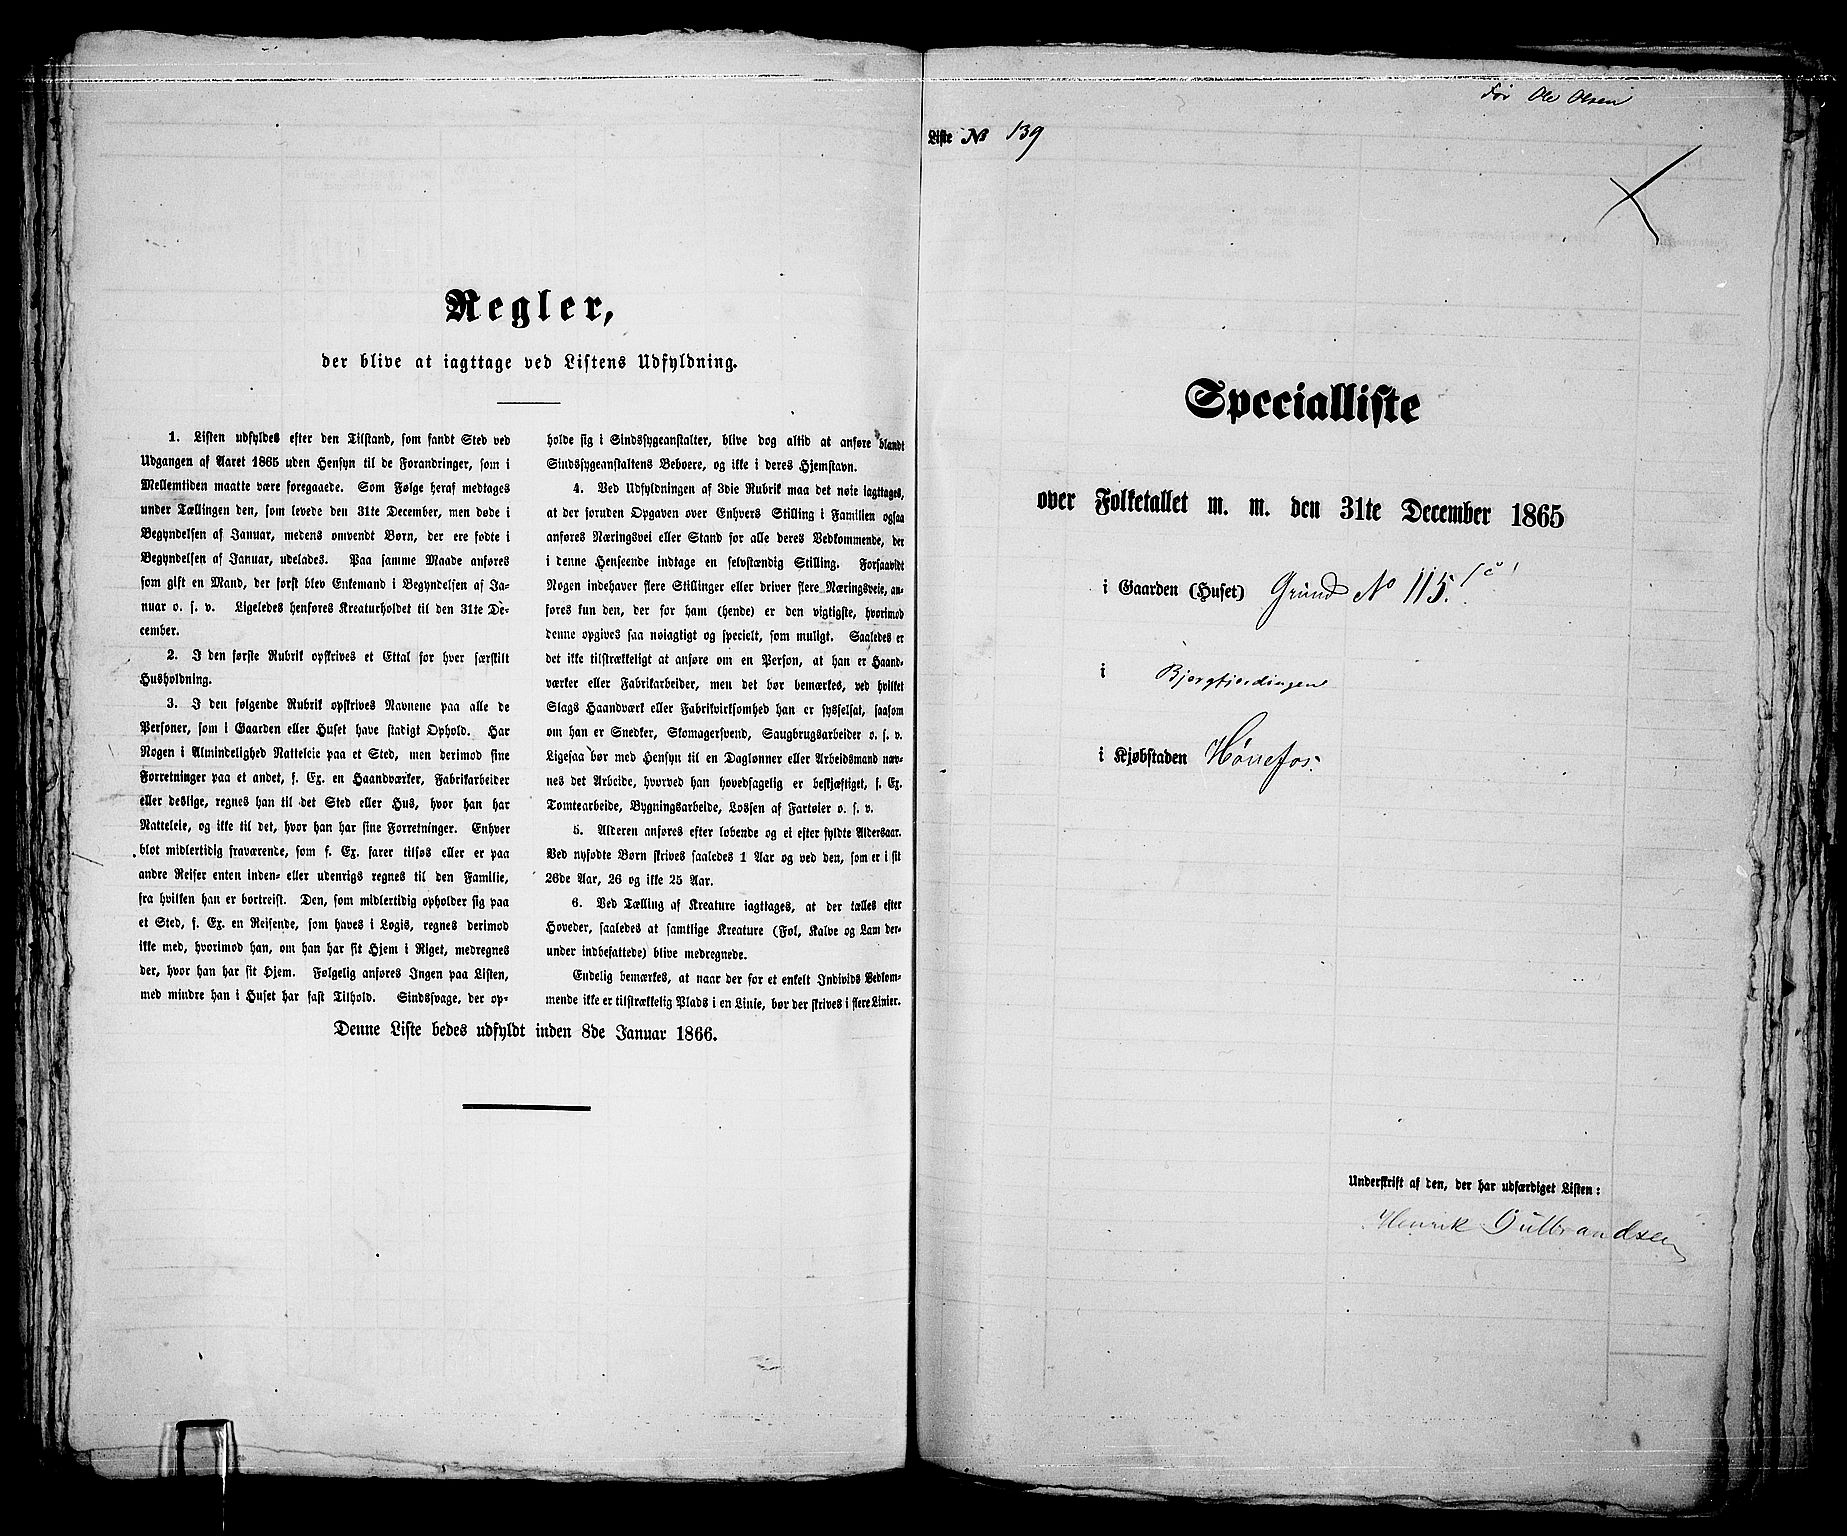 Regler,
der blive at iagttage ved Listens Udfyldning.
1. Listen udfyldes efter den Tilstand, som fandt Sted ved
Udgangen af Aaret 1865 uden Hensyn til de Forandringer, som i
Mellemtiden maatte være foregaaede. Som Følge heraf medtages
under Tællingen den, som levede den 31te December, men døde i
Begyndelsen af Januar, medens omvendt Børn, der ere fødte i
Begyndelsen af Januar, udelades. Paa samme Maade anføres
som gift en Mand, der først blev Enkemand i Begyndelsen af Ja-
nuar o. s. v. Ligeledes henføres Kreaturholdet til den 31te De-
cember.
2. I den første Rubrik opskrives et Ettal for hver særskilt
Husholdning.
3. I den følgende Rubrik opskrives Navnene paa alle de
Personer, som i Gaarden eller Huset have stadigt Ophold. Har
Nogen i Almindelighed Natteleie paa et Sted, men derimod sine
Forretninger paa et andet, f. Ex. en Haandværker, Fabrikarbeider
eller deslige, regnes han til det Sted eller Hus, hvor han har
Natteleie, og ikke til det, hvor han har sine Forretninger. Enhver
blot midlertidig fraværende, som f. Ex. farer tilsøs eller er paa
andre Reiser enten inden- eller udenrigs regnes til den Familie,
fra hvilken han er bortreist. Den, som midlertidig opholder sig paa
et Sted, f. Ex. en Reisende, som haves i Logis, regnes derimod
ikke med, hvorimod han, om han har sit Hjem i Riget, medregnes
der, hvor han har sit Hjem. Følgelig anføres Ingen paa Listen,
med mindre han i Huset har fast Tilhold. Sindssvage, der op-
holde sig i Sindssygeanstalter, blive dog altid at anføre blandt
Sindssygeanstaltens Beboere, og ikke i deres Hjemstavn.
4. Ved Udfyldningen af 3die Rubrik maa det nøie iagttages,
at der foruden Opgaven over Enhvers Stilling i Familien ogsaa
anføres Næringsvei eller Stand for alle deres Vedkommende, der
i denne Henseende indtage en selvstændig Stilling. Forsaavidt
Nogen indehaver flere Stillinger eller driver flere Næringsveie, an-
føres kun den, der for ham (hende) er den vigtigste, hvorimod
denne opgives saa nøiagtigt og specielt, som muligt. Saaledes er
det ikke tilstrækkeligt at anføre om en Person, at han er Haand-
værker eller Fabrikarbeider, men det bør bemærkes, ved hvilket
Slags Haandværk eller Fabrikvirksomhed han er sysselsat, saasom
om han er Snedker, Skomagersvend, Saugbrugsarbeider o. s. v.
Ligesaa bør med Hensyn til en Daglønner eller Arbeidsmand næv-
nes det Arbeide, hvorved han hovedsagelig er beskjæftiget, f. Ex.
Tomtearbeide, Bygningsarbeide, Lossen af Fartøier o. s. v.
5. Alderen anføres efter løbende og ei efter fyldte Aldersaar.
Ved nyfødte Børn skrives saaledes 1 Aar og ved den, som er i sit
26de Aar, 26 og ikke 25 Aar.
6. Ved Tælling af Kreature iagttages, at der tælles efter
Hoveder, saaledes at samtlige Kreature (Føl, Kalve og Lam der-
under indbefattede) blive medregnede.
Endelig bemærkes, at naar der for et enkelt Individs Vedkom-
mende ikke er tilstrækkelig Plads i en Linie, bør der skrives i flere Linier.
Denne Liste bedes udfyldt inden 8de Januar 1866.
For Ole Olsen
Liste № 139
Specialliste
over Folketallet m. m. den 31te December 1865
i Gaarden (Huset) Grund No 115.
i Bjergfjerdingen
i Kjøbstaden Hønefos.
Underskrift af den, der har udfærdiget Listen:
Henrik Gulbrandsen